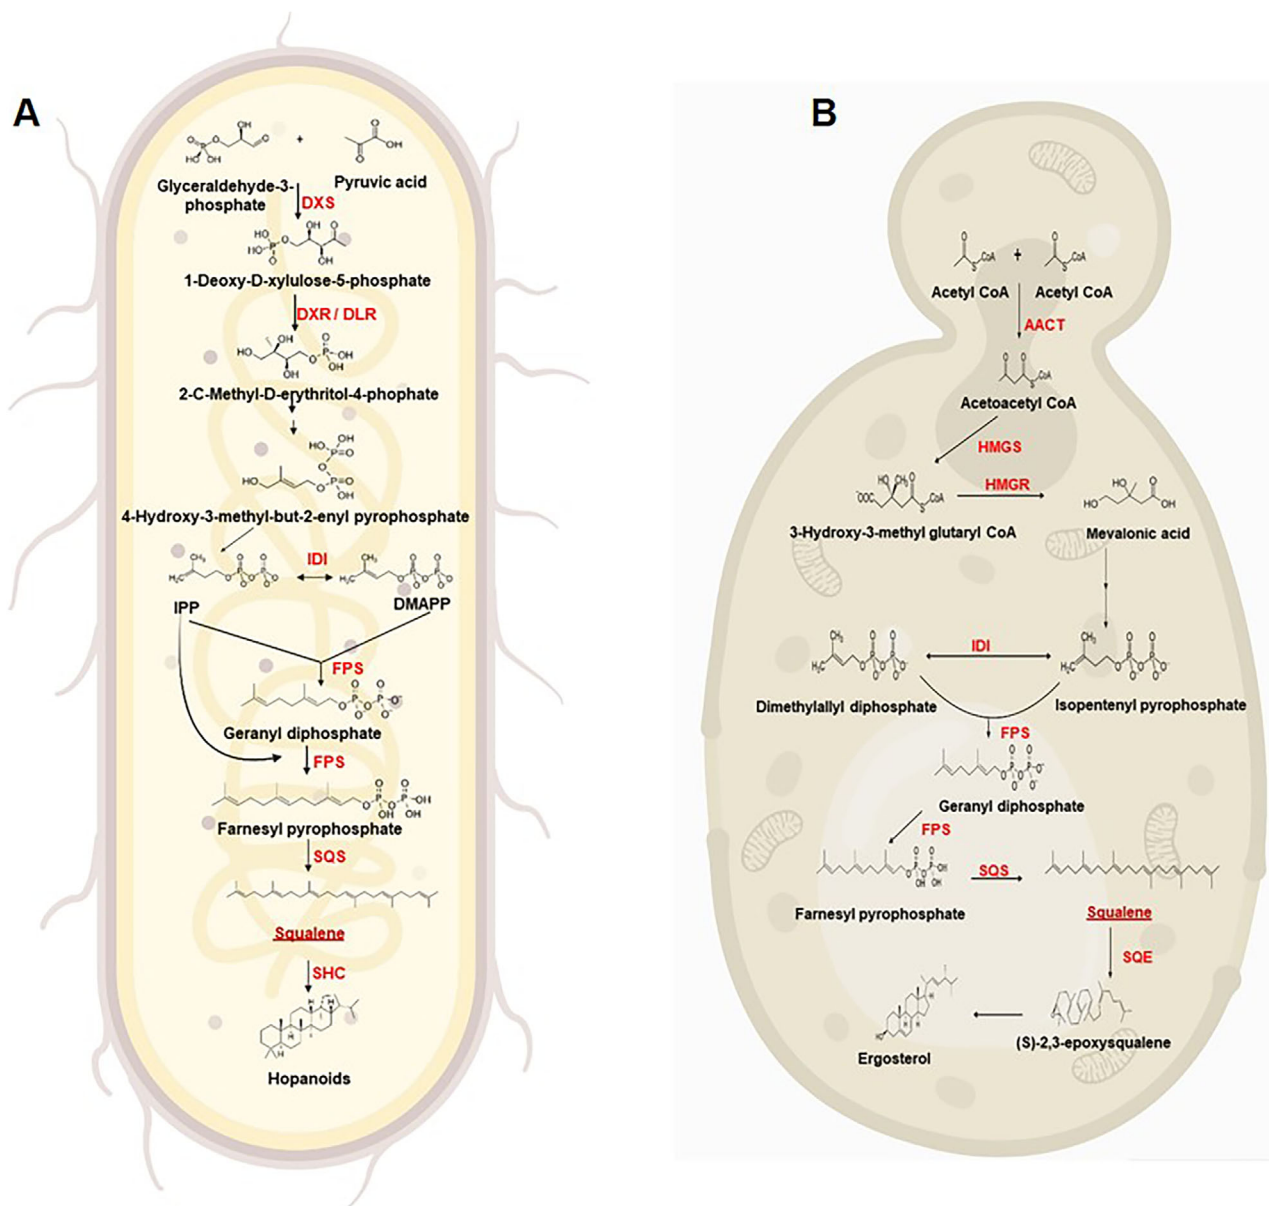 A
Glyceraldehyde-3-
phosphate
+
Pyruvic acid
DXS
1-Deoxy-D-xylulose-5-phosphate
DXR / DLR
2-C-Methyl-D-erythritol-4-phophate
4-Hydroxy-3-methyl-but-2-enyl pyrophosphate
IDI
IPP
DMAPP
FPS
Geranyl diphosphate
FPS
Farnesyl pyrophosphate
SQS
Squalene
SHC
Hopanoids
B
+
Acetyl CoA
Acetyl CoA
AACT
Acetoacetyl CoA
HMGS
HMGR
3-Hydroxy-3-methyl glutaryl CoA
Mevalonic acid
IDI
Dimethylallyl diphosphate
Isopentenyl pyrophosphate
FPS
Geranyl diphosphate
FPS
SQS
Farnesyl pyrophosphate
Squalene
SQE
(S)-2,3-epoxysqualene
Ergosterol